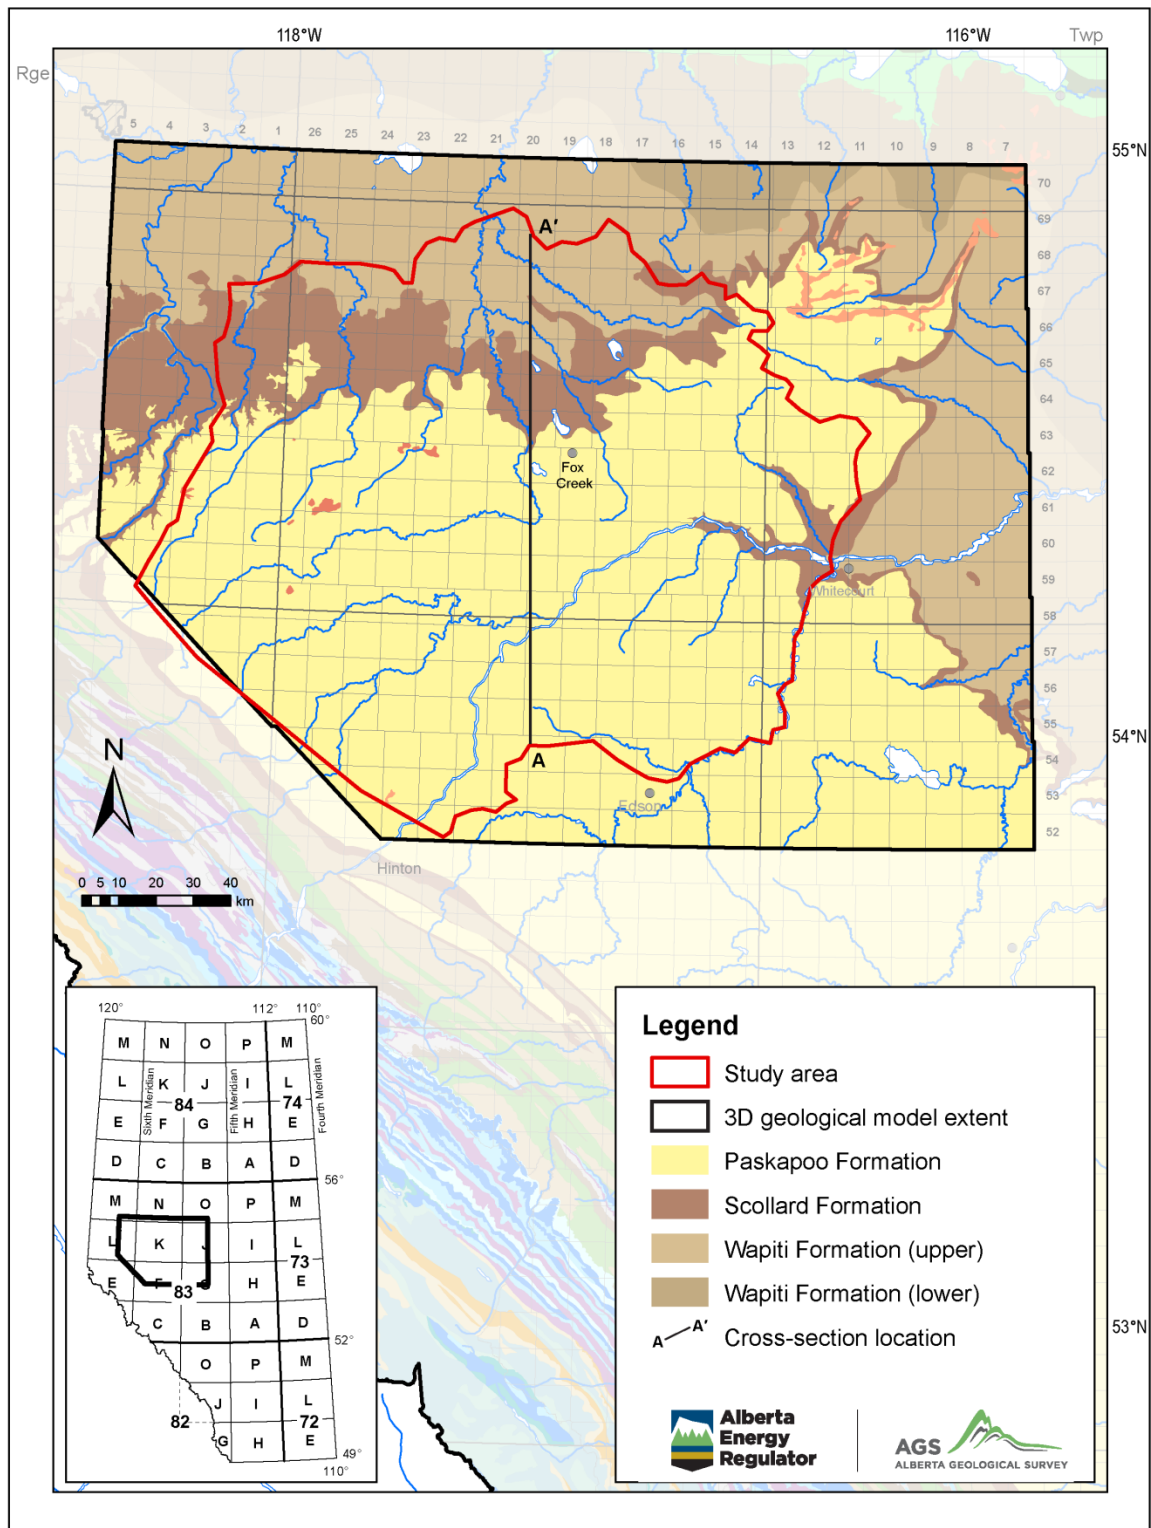 118°W
116°W
Twp
Rge
5 4 3 2 1 26 25 24 23 22 21 20 19 18 17 16 15 14 13 12 11 10 9 8 7
55°N
70
69
68
67
66
65
64
63
62
61
60
59
58
57
56
55
54
53
52
A'
Fox
Creek
Whitecourt
A
Edson
54°N
N
Hinton
0 5 10 20 30 40
km
120° 112° 110°
60°
M N O P M
L K J I L
84 74
E F G H E
D C B A D
Sixth Meridian
Fifth Meridian
Fourth Meridian
56°
M N O P M
L K J I L
73
E F G H E
83
C B A D
52°
O P M
J I L
82 72
G H E
49°
110°
Legend
Study area
3D geological model extent
Paskapoo Formation
Scollard Formation
Wapiti Formation (upper)
Wapiti Formation (lower)
A A' Cross-section location
53°N
Alberta
Energy
Regulator
AGS
ALBERTA GEOLOGICAL SURVEY